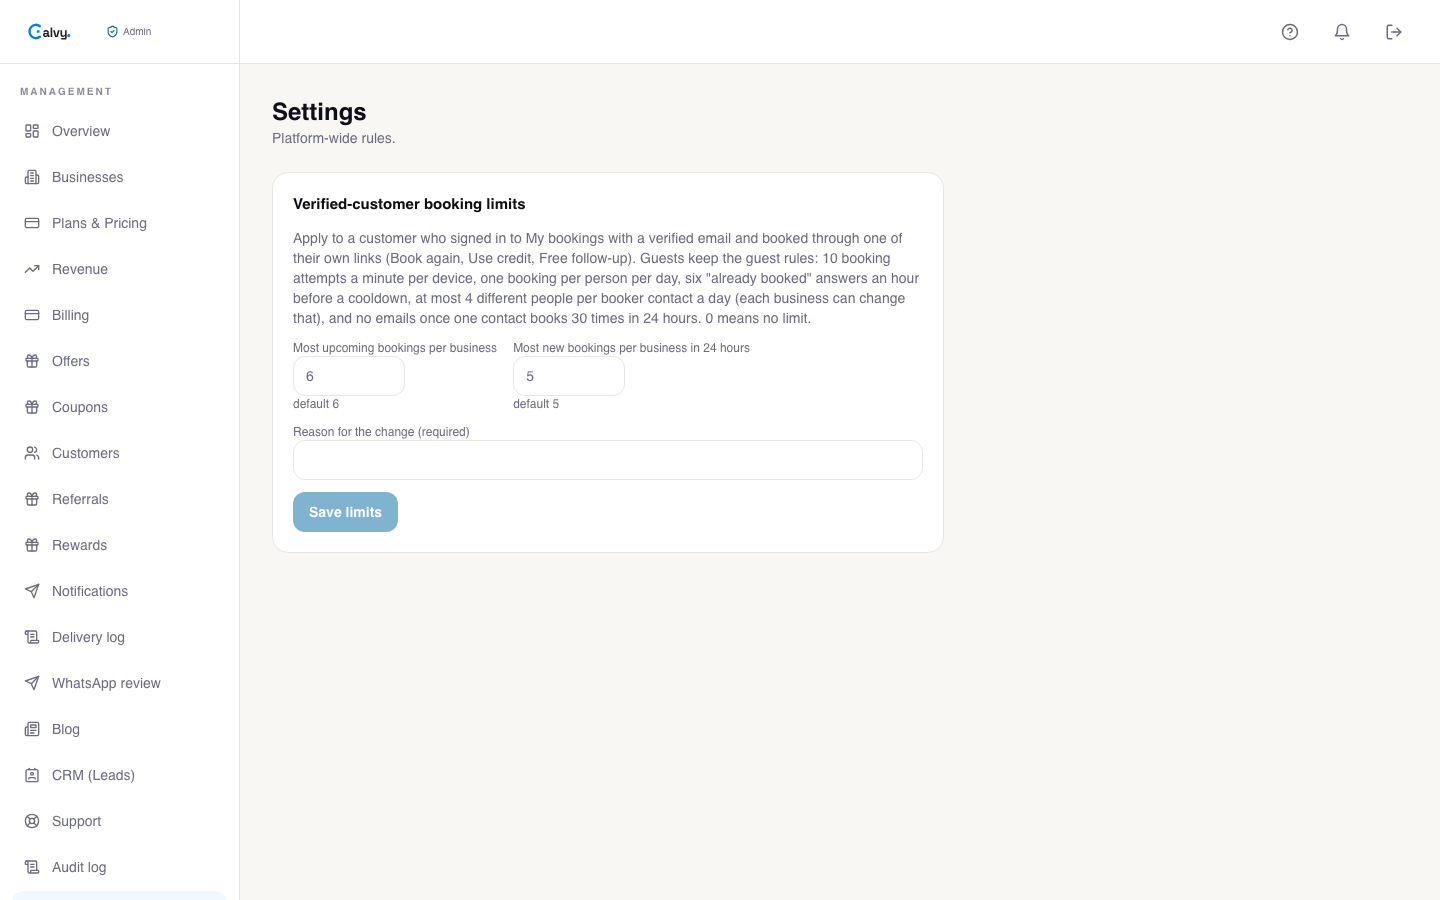 Calvy.
Admin
MANAGEMENT
Overview
Businesses
Plans & Pricing
Revenue
Billing
Offers
Coupons
Customers
Referrals
Rewards
Notifications
Delivery log
WhatsApp review
Blog
CRM (Leads)
Support
Audit log
Settings
Platform-wide rules.
Verified-customer booking limits
Apply to a customer who signed in to My bookings with a verified email and booked through one of
their own links (Book again, Use credit, Free follow-up). Guests keep the guest rules: 10 booking
attempts a minute per device, one booking per person per day, six "already booked" answers an hour
before a cooldown, at most 4 different people per booker contact a day (each business can change
that), and no emails once one contact books 30 times in 24 hours. 0 means no limit.
Most upcoming bookings per business
6
default 6
Most new bookings per business in 24 hours
5
default 5
Reason for the change (required)
Save limits